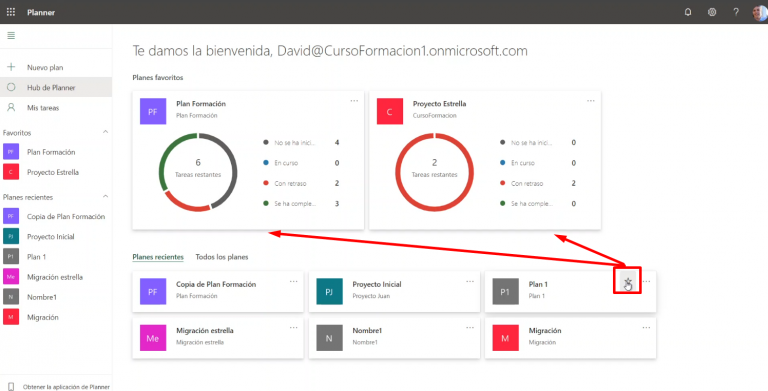 Planner
?
Te damos la bienvenida, David@CursoFormacion1.onmicrosoft.com
Nuevo plan
Hub de Planner
Mis tareas
Favoritos
PF Plan Formación
C Proyecto Estrella
Planes recientes
PF Copia de Plan Formación
PJ Proyecto Inicial
P1 Plan 1
Me Migración estrella
N Nombre1
M Migración
Obtener la aplicación de Planner
Planes favoritos
PF
Plan Formación
Plan Formación
6
Tareas restantes
No se ha inici... 4
En curso 0
Con retraso 2
Se ha comple... 3
C
Proyecto Estrella
CursoFormacion
2
Tareas restantes
No se ha inici... 0
En curso 0
Con retraso 2
Se ha comple... 0
Planes recientes Todos los planes
PF
Copia de Plan Formación
Plan Formación
PJ
Proyecto Inicial
Proyecto Juan
P1
Plan 1
Plan 1
Me
Migración estrella
Migración estrella
N
Nombre1
Nombre1
M
Migración
Migración